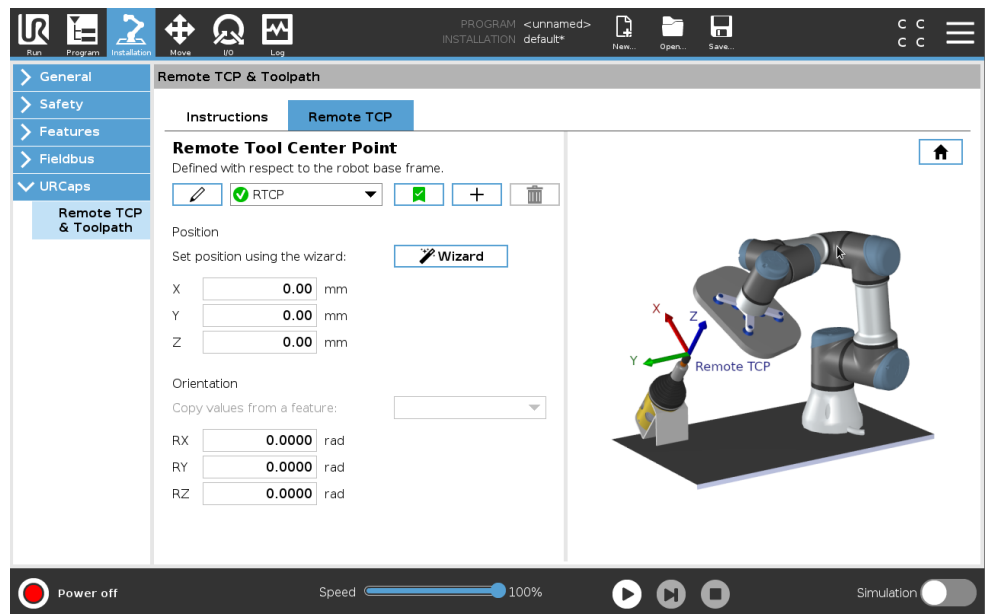 UR
Run
Program
Installation
Move
I/O
Log
PROGRAM <unnamed>
INSTALLATION default*
New...
Open...
Save...
C C
C C
General
Safety
Features
Fieldbus
URCaps
Remote TCP
& Toolpath
Remote TCP & Toolpath
Instructions
Remote TCP
Remote Tool Center Point
Defined with respect to the robot base frame.
RTCP
Position
Set position using the wizard:
Wizard
X 0.00 mm
Y 0.00 mm
Z 0.00 mm
Orientation
Copy values from a feature:
RX 0.0000 rad
RY 0.0000 rad
RZ 0.0000 rad
X
Z
Y
Remote TCP
Power off
Speed 100%
Simulation